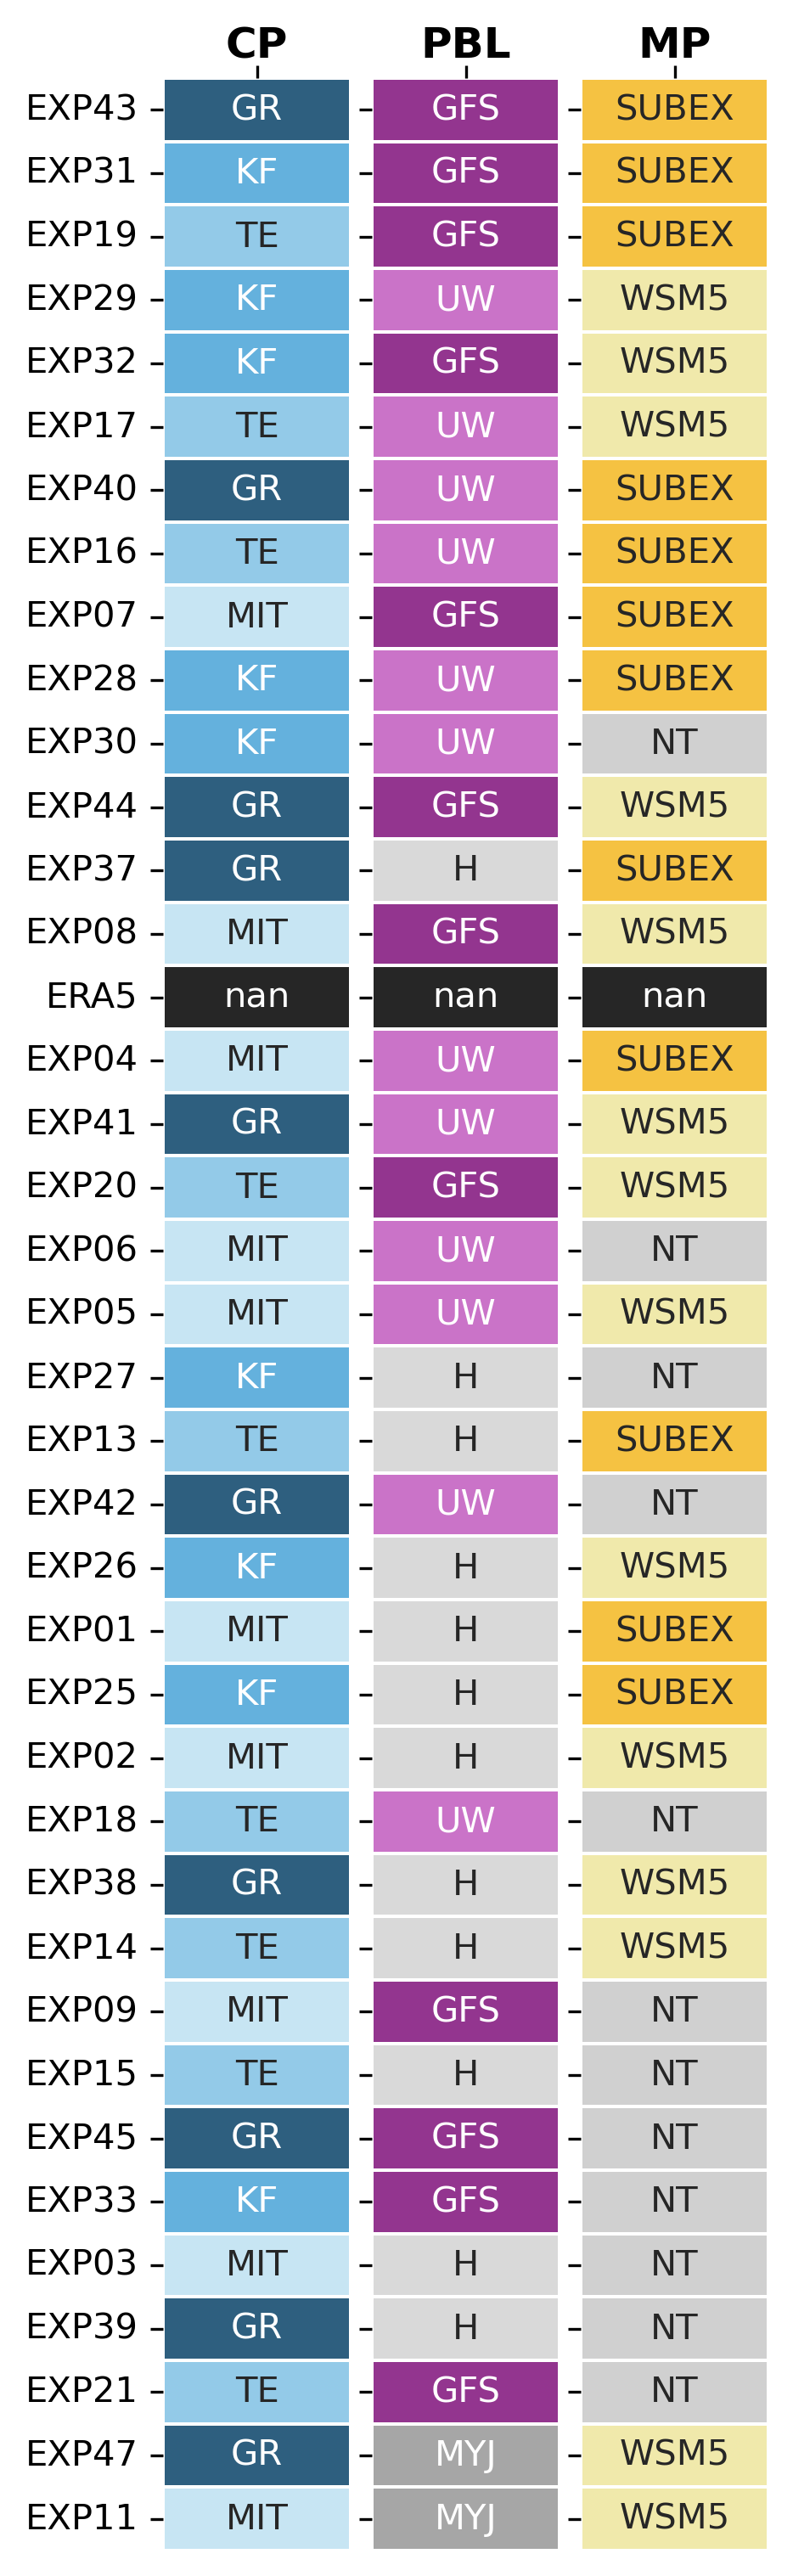 CP PBL MP
EXP43 GR GFS SUBEX
EXP31 KF GFS SUBEX
EXP19 TE GFS SUBEX
EXP29 KF UW WSM5
EXP32 KF GFS WSM5
EXP17 TE UW WSM5
EXP40 GR UW SUBEX
EXP16 TE UW SUBEX
EXP07 MIT GFS SUBEX
EXP28 KF UW SUBEX
EXP30 KF UW NT
EXP44 GR GFS WSM5
EXP37 GR H SUBEX
EXP08 MIT GFS WSM5
ERA5 nan nan nan
EXP04 MIT UW SUBEX
EXP41 GR UW WSM5
EXP20 TE GFS WSM5
EXP06 MIT UW NT
EXP05 MIT UW WSM5
EXP27 KF H NT
EXP13 TE H SUBEX
EXP42 GR UW NT
EXP26 KF H WSM5
EXP01 MIT H SUBEX
EXP25 KF H SUBEX
EXP02 MIT H WSM5
EXP18 TE UW NT
EXP38 GR H WSM5
EXP14 TE H WSM5
EXP09 MIT GFS NT
EXP15 TE H NT
EXP45 GR GFS NT
EXP33 KF GFS NT
EXP03 MIT H NT
EXP39 GR H NT
EXP21 TE GFS NT
EXP47 GR MYJ WSM5
EXP11 MIT MYJ WSM5